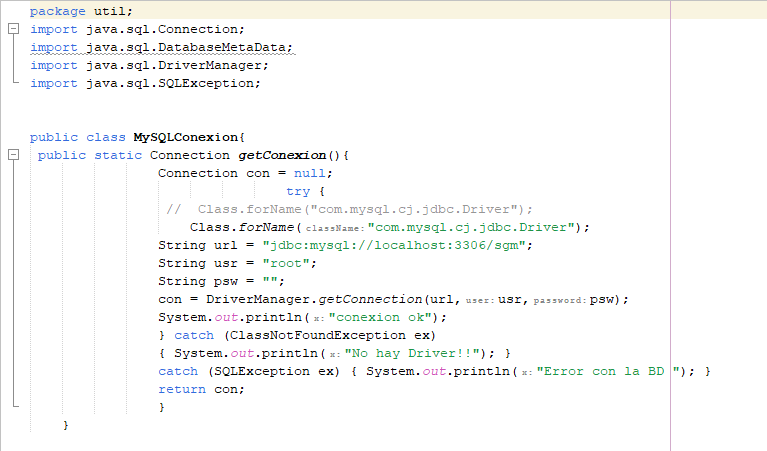 package util;
import java.sql.Connection;
import java.sql.DatabaseMetaData;
import java.sql.DriverManager;
import java.sql.SQLException;
public class MySQLConexion{
public static Connection getConexion(){
Connection con = null;
try {
//  Class.forName("com.mysql.cj.jdbc.Driver");
Class.forName( className: "com.mysql.cj.jdbc.Driver");
String url = "jdbc:mysql://localhost:3306/sgm";
String usr = "root";
String psw = "";
con = DriverManager.getConnection(url, user: usr, password: psw);
System.out.println( x: "conexion ok");
} catch (ClassNotFoundException ex)
{ System.out.println( x: "No hay Driver!!"); }
catch (SQLException ex) { System.out.println( x: "Error con la BD "); }
return con;
}
}